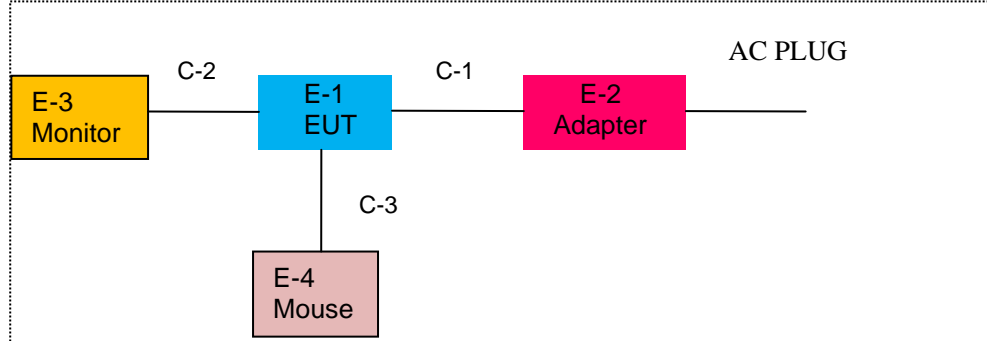 AC PLUG
C-2
C-1
E-3
Monitor
E-1
EUT
E-2
Adapter
C-3
E-4
Mouse